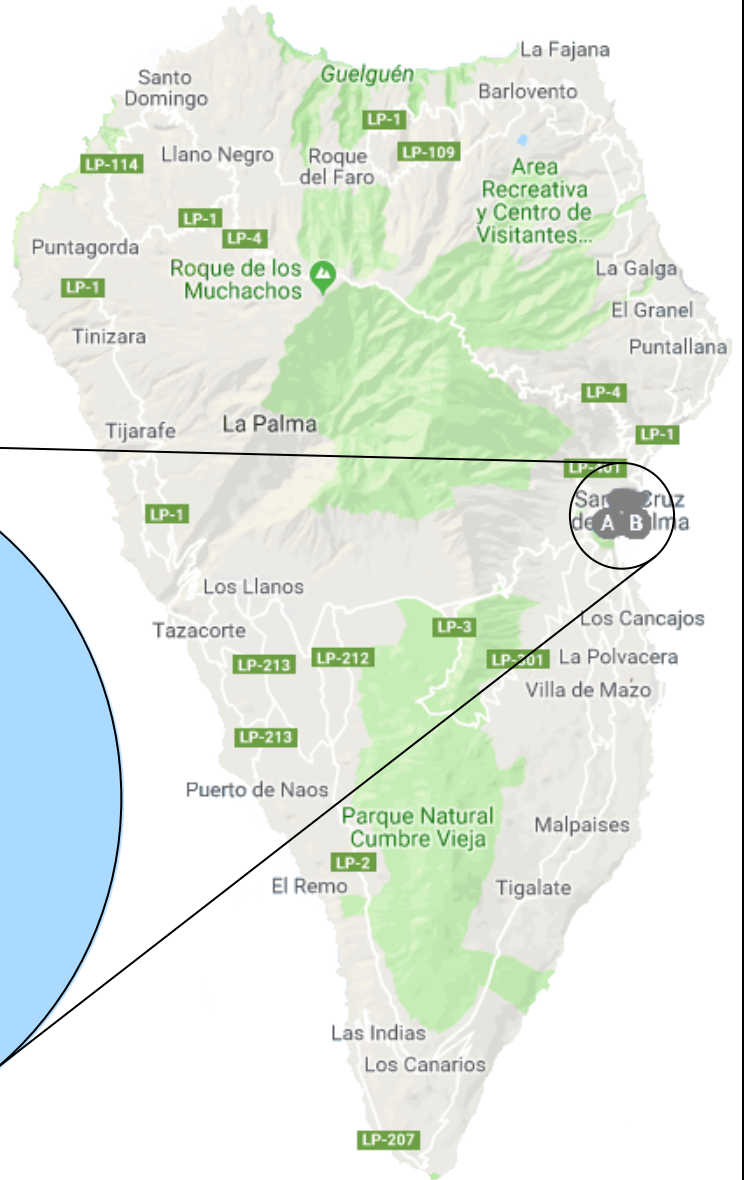 La Fajana
Guelguén
Santo
Domingo
Barlovento
LP-1
LP-109
LP-114
Llano Negro
Roque
del Faro
Area
Recreativa
y Centro de
Visitantes...
LP-1
LP-4
Puntagorda
Roque de los
Muchachos
La Galga
LP-1
El Granel
Tinizara
Puntallana
LP-4
La Palma
Tijarafe
LP-1
LP-1
A B
Los Llanos
Los Cancajos
Tazacorte
LP-3
LP-213
LP-212
La Polvacera
Villa de Mazo
LP-213
Puerto de Naos
Parque Natural
Cumbre Vieja
Malpaises
LP-2
El Remo
Tigalate
Las Indias
Los Canarios
LP-207